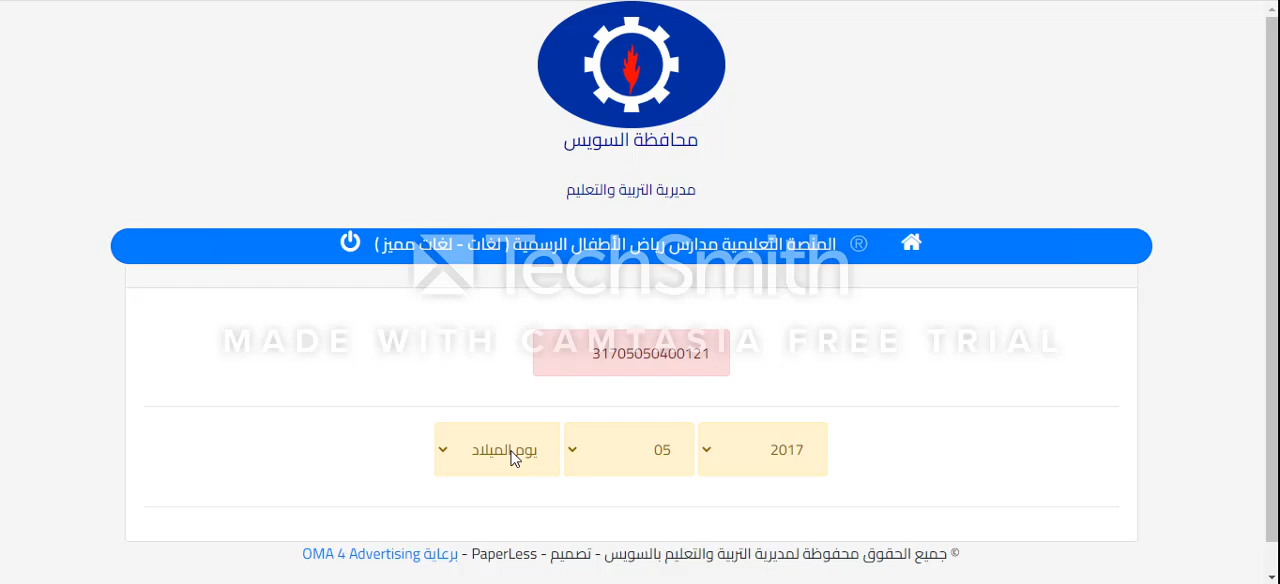 محافظة السويس
مديرية التربية والتعليم
® المنصة التعليمية مدارس رياض الأطفال الرسمية ( لغات - لغات مميز )
TechSmith
MADE WITH CAMTASIA FREE TRIAL
31705050400121
2017 05 يوم الميلاد
© جميع الحقوق محفوظة لمديرية التربية والتعليم بالسويس - تصميم - PaperLess - برعاية OMA 4 Advertising